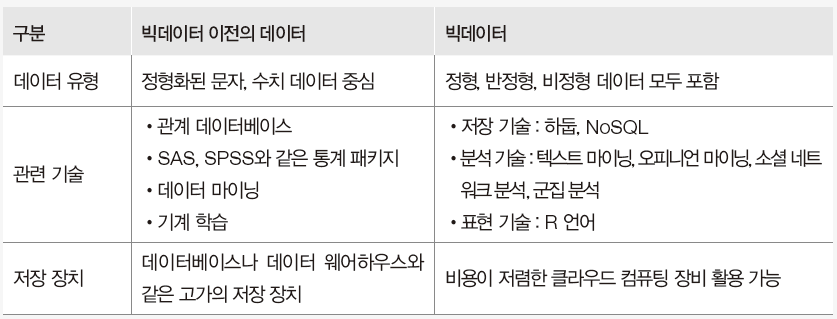 구분 빅데이터 이전의 데이터 빅데이터
데이터 유형 정형화된 문자, 수치 데이터 중심 정형, 반정형, 비정형 데이터 모두 포함
관련 기술
• 관계 데이터베이스
• SAS, SPSS와 같은 통계 패키지
• 데이터 마이닝
• 기계 학습
• 저장 기술 : 하둡, NoSQL
• 분석 기술 : 텍스트 마이닝, 오피니언 마이닝, 소셜 네트
워크 분석, 군집 분석
• 표현 기술 : R 언어
저장 장치
데이터베이스나 데이터 웨어하우스와
같은 고가의 저장 장치
비용이 저렴한 클라우드 컴퓨팅 장비 활용 가능